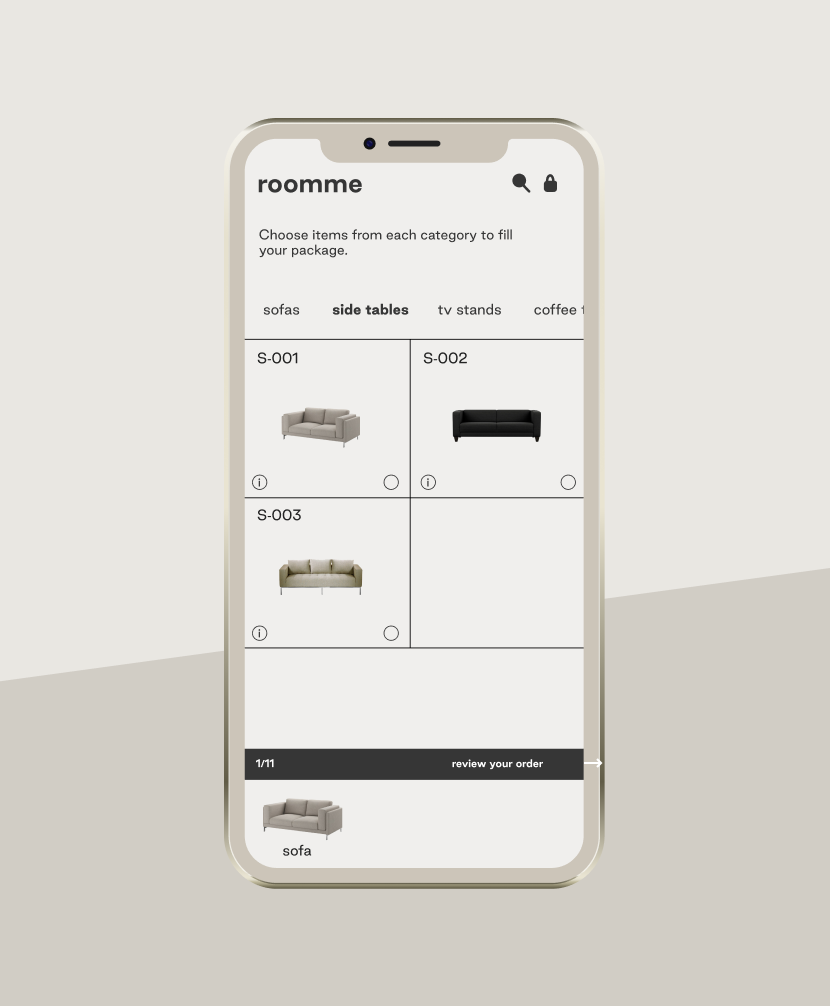 roomme
Choose items from each category to fill
your package.
sofas side tables tv stands coffee
S-001 S-002
i i
S-003
i
1/11 review your order →
sofa